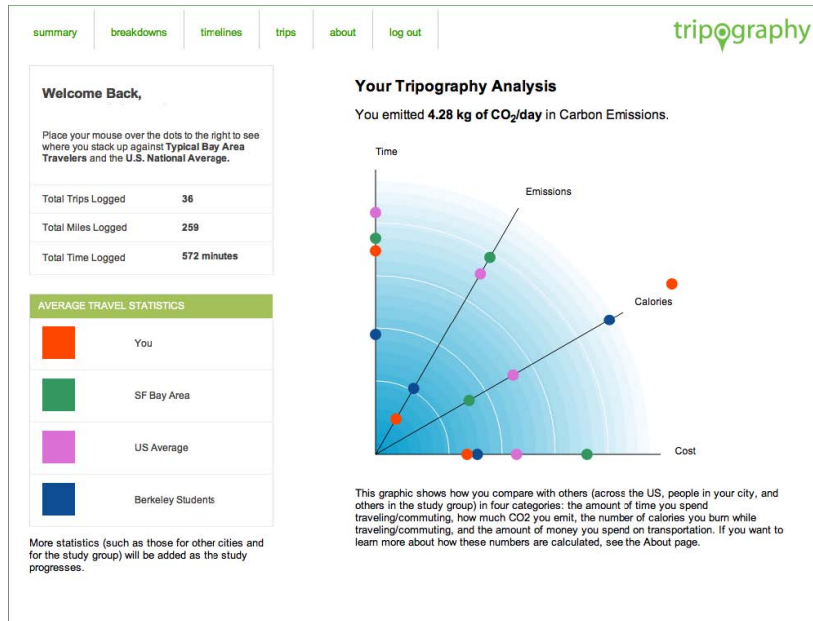 summary
breakdowns
timelines
trips
about
log out
tripography
Welcome Back,
Place your mouse over the dots to the right to see
where you stack up against Typical Bay Area
Travelers and the U.S. National Average.
Total Trips Logged 36
Total Miles Logged 259
Total Time Logged 572 minutes
AVERAGE TRAVEL STATISTICS
You
SF Bay Area
US Average
Berkeley Students
More statistics (such as those for other cities and
for the study group) will be added as the study
progresses.
Your Tripography Analysis
You emitted 4.28 kg of CO₂/day in Carbon Emissions.
Time
Emissions
Calories
Cost
This graphic shows how you compare with others (across the US, people in your city, and
others in the study group) in four categories: the amount of time you spend
traveling/commuting, how much CO2 you emit, the number of calories you burn while
traveling/commuting, and the amount of money you spend on transportation. If you want to
learn more about how these numbers are calculated, see the About page.